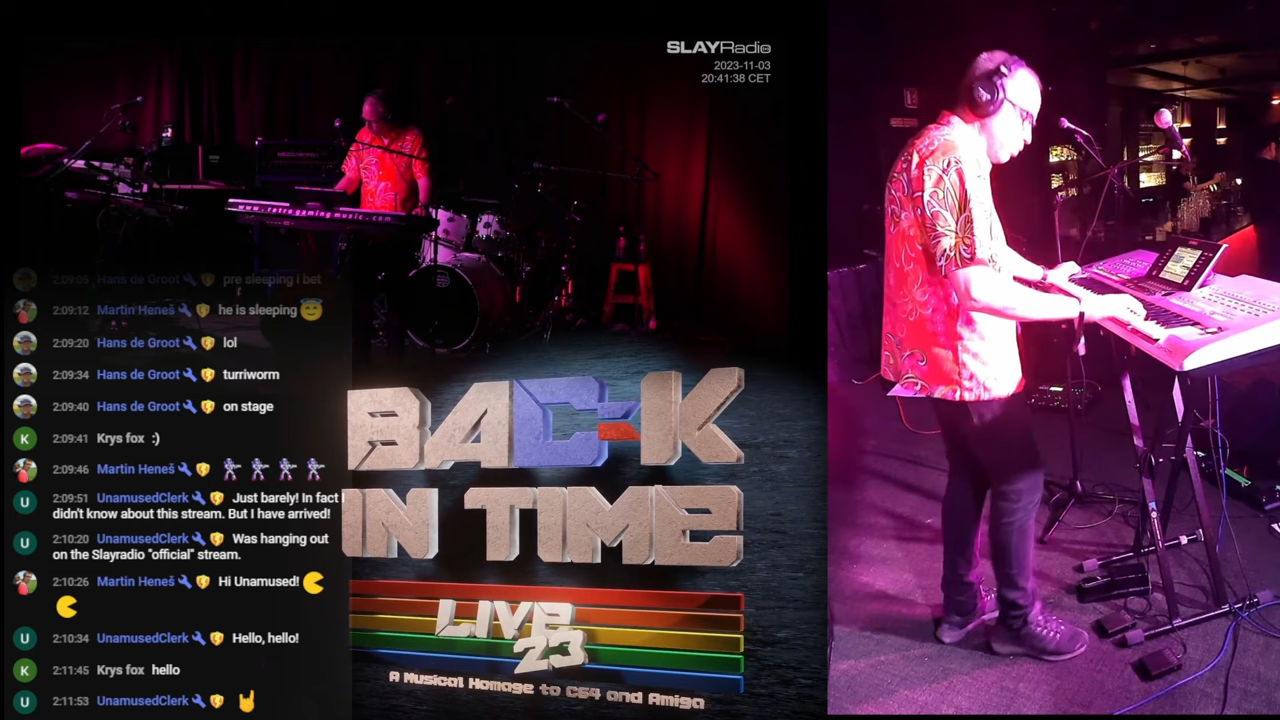 SLAYRadio
2023-11-03
20:41:38 CET
www.retrogamingmusic.com
2:09:05 Hans de Groot pre sleeping i bet
2:09:12 Martin Heneš he is sleeping
2:09:20 Hans de Groot lol
2:09:34 Hans de Groot turriworm
2:09:40 Hans de Groot on stage
K 2:09:41 Krys fox :)
2:09:46 Martin Heneš
U 2:09:51 UnamusedClerk Just barely! In fact I
didn't know about this stream. But I have arrived!
U 2:10:20 UnamusedClerk Was hanging out
on the Slayradio "official" stream.
2:10:26 Martin Heneš Hi Unamused!
U 2:10:34 UnamusedClerk Hello, hello!
K 2:11:45 Krys fox hello
U 2:11:53 UnamusedClerk
BACK
IN TIME
LIVE
23
A Musical Homage to C64 and Amiga